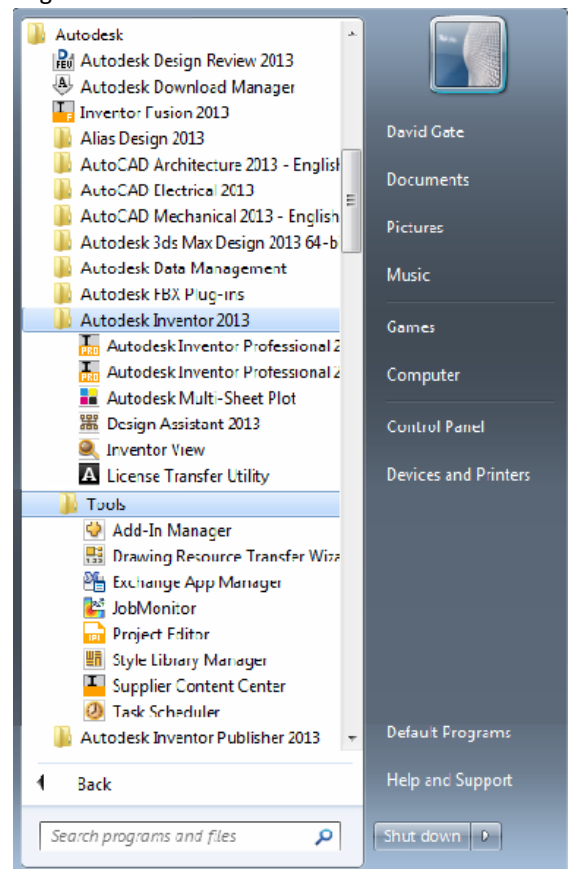 Autodesk
Autodesk Design Review 2013
Autodesk Download Manager
Inventor Fusion 2013
Alias Design 2013
AutoCAD Architecture 2013 - English
AutoCAD Electrical 2013
AutoCAD Mechanical 2013 - English
Autodesk 3ds Max Design 2013 64-b
Autodesk Data Management
Autodesk FBX Plug-ins
Autodesk Inventor 2013
Autodesk Inventor Professional 2
Autodesk Inventor Professional 2
Autodesk Multi-Sheet Plot
Design Assistant 2013
Inventor View
License Transfer Utility
Tools
Add-In Manager
Drawing Resource Transfer Wiza
Exchange App Manager
JobMonitor
Project Editor
Style Library Manager
Supplier Content Center
Task Scheduler
Autodesk Inventor Publisher 2013
Back
Search programs and files
David Gate
Documents
Pictures
Music
Games
Computer
Control Panel
Devices and Printers
Default Programs
Help and Support
Shut down